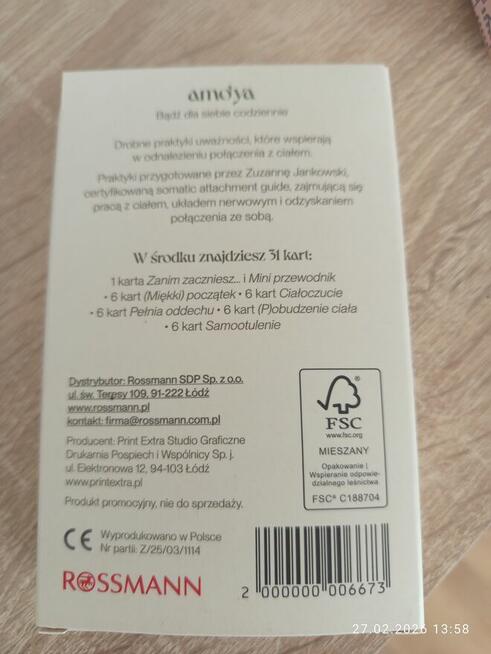 amoya
Bądź dla siebie codziennie
Drobne praktyki uważności, które wspierają
w odnalezieniu połączenia z ciałem.
Praktyki przygotowane przez Zuzannę Jankowski,
certyfikowaną somatic attachment guide, zajmującą się
pracą z ciałem, układem nerwowym i odzyskaniem
połączenia ze sobą.
W środku znajdziesz 31 kart:
1 karta Zanim zaczniesz... i Mini przewodnik
• 6 kart (Miękki) początek • 6 kart Ciałoczucie
• 6 kart Pełnia oddechu • 6 kart (P)obudzenie ciała
• 6 kart Samootulenie
Dystrybutor: Rossmann SDP Sp. z o.o.
ul. św. Teresy 109, 91-222 Łódź
www.rossmann.pl
kontakt: firma@rossmann.com.pl
Producent: Print Extra Studio Graficzne
Drukarnia Pospiech i Wspólnicy Sp. j.
ul. Elektronowa 12, 94-103 Łódź
www.printextra.pl
Produkt promocyjny, nie do sprzedaży.
FSC
www.fsc.org
MIESZANY
Opakowanie |
Wspieranie odpowie-
dzialnego leśnictwa
FSC® C188704
CE Wyprodukowano w Polsce
Nr partii: Z/25/03/1114
ROSSMANN
2 000000 006673
27.02.2026 13:58